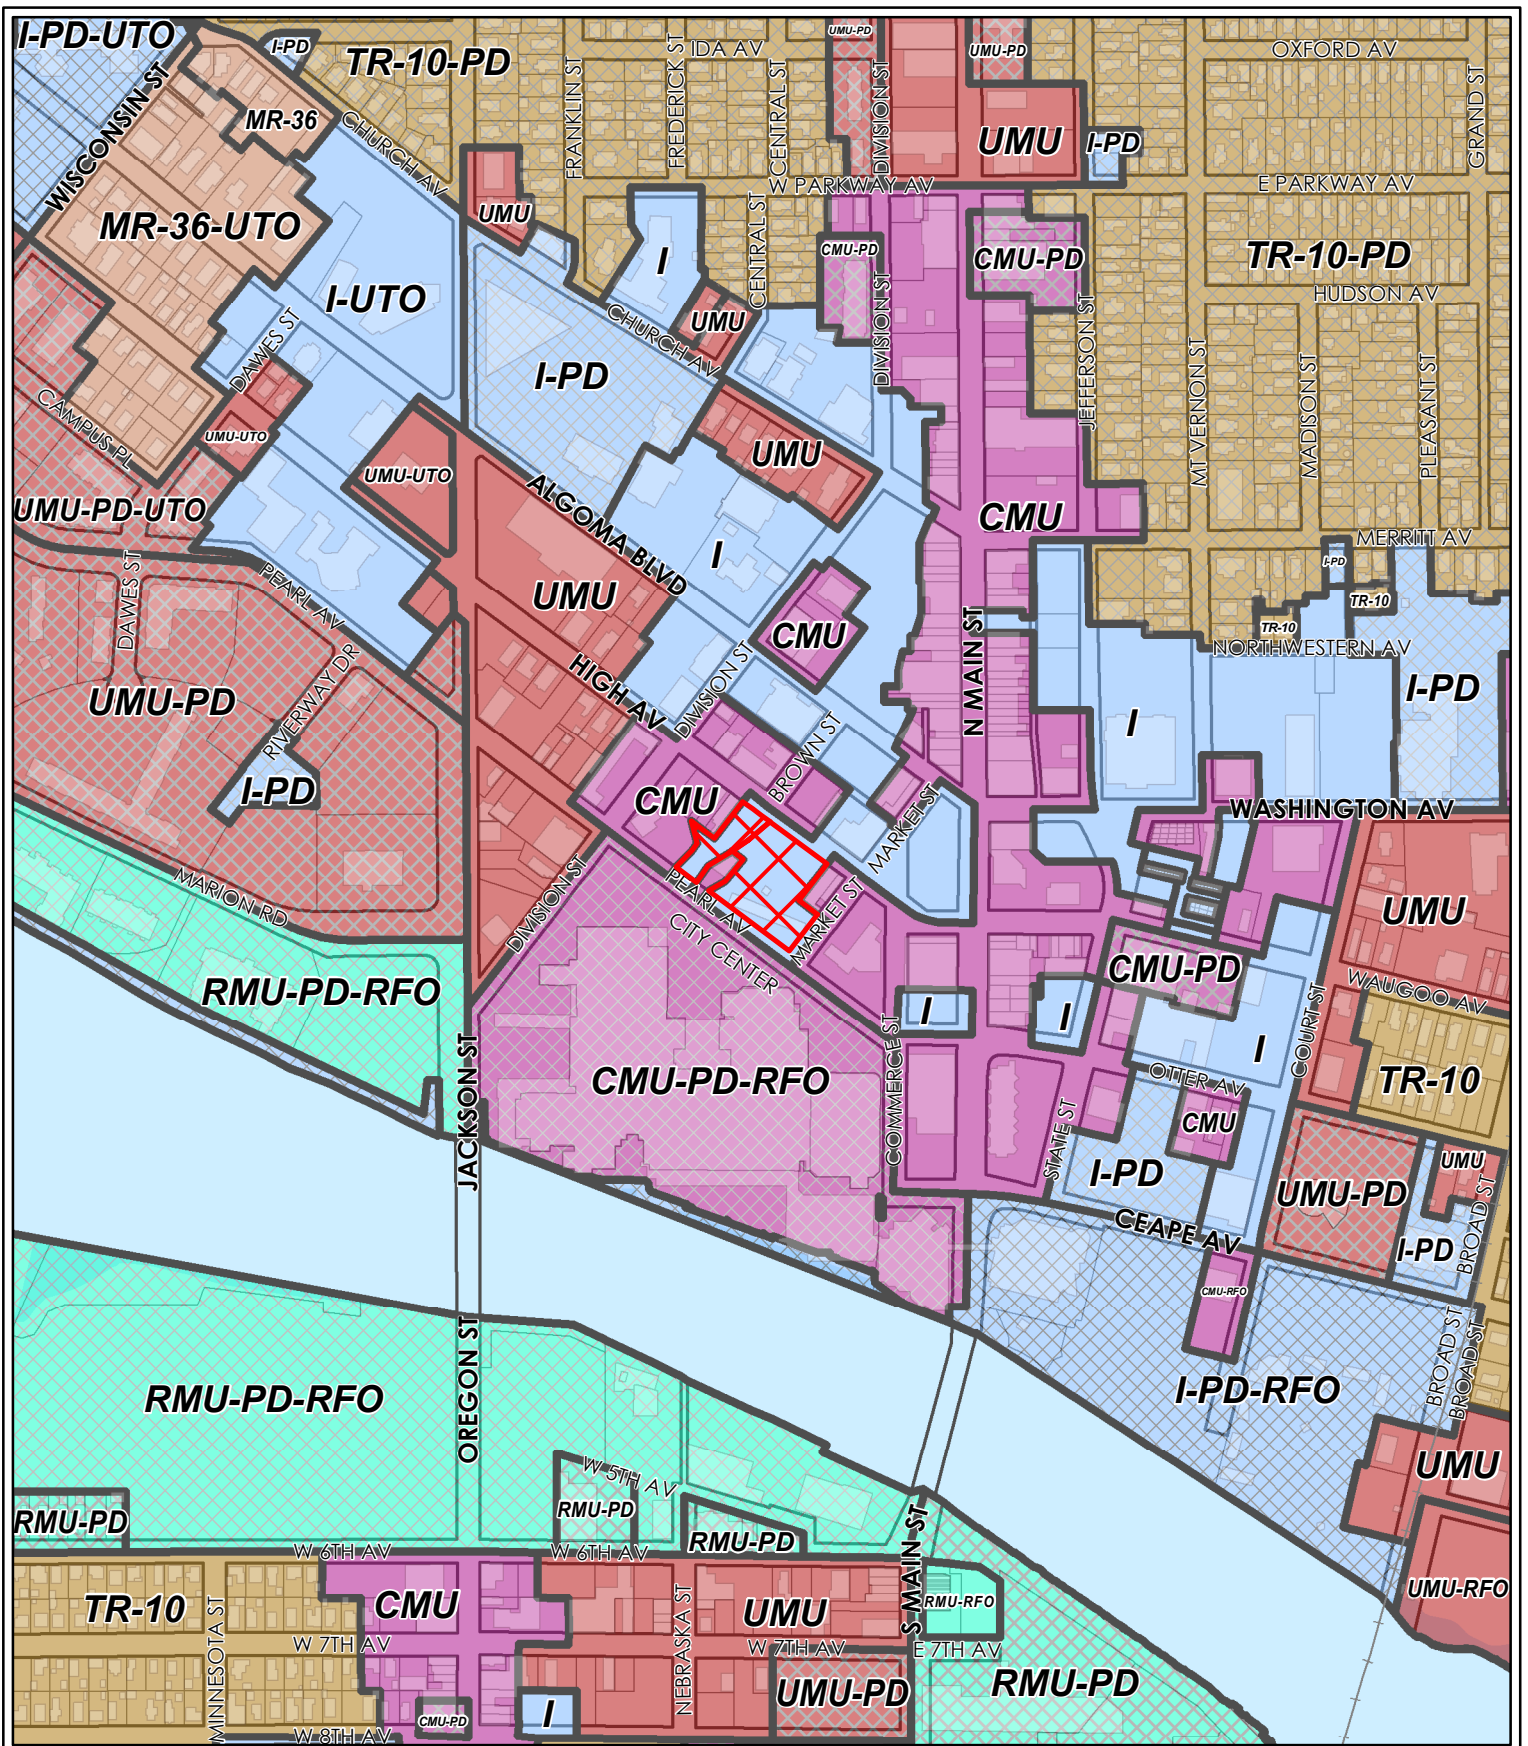 I-PD-UTO
I-PD
TR-10-PD
IDA AV
UMU-PD
UMU-PD
OXFORD AV
WISCONSIN ST
MR-36
CHURCH AV
FRANKLIN ST
FREDERICK ST
CENTRAL ST
DIVISION ST
UMU
I-PD
GRAND ST
W PARKWAY AV
E PARKWAY AV
MR-36-UTO
UMU
I
CENTRAL ST
CMU-PD
CMU-PD
TR-10-PD
HUDSON AV
I-UTO
CHURCH AV
UMU
DIVISION ST
JEFFERSON ST
DAWES ST
I-PD
MT VERNON ST
MADISON ST
PLEASANT ST
CAMPUS PL
UMU-UTO
UMU-UTO
UMU
UMU-PD-UTO
ALGOMA BLVD
CMU
MERRITT AV
I
I-PD
DAWES ST
PEARL AV
UMU
TR-10
CMU
TR-10
NORTHWESTERN AV
N MAIN ST
UMU-PD
RIVERWAY DR
HIGH AV
DIVISION ST
I-PD
I
I-PD
BROWN ST
CMU
MARKET ST
WASHINGTON AV
MARION RD
DIVISION ST
PEARL AV
MARKET ST
CITY CENTER
UMU
CMU-PD
WAUGOO AV
RMU-PD-RFO
I
I
COURT ST
I
JACKSON ST
CMU-PD-RFO
COMMERCE ST
OTTER AV
TR-10
STATE ST
CMU
I-PD
UMU
UMU-PD
BROAD ST
CEAPE AV
I-PD
CMU-RFO
OREGON ST
RMU-PD-RFO
I-PD-RFO
BROAD ST
BROAD ST
W 5TH AV
UMU
RMU-PD
RMU-PD
RMU-PD
W 6TH AV
W 6TH AV
S MAIN ST
TR-10
MINNESOTA ST
CMU
NEBRASKA ST
UMU
RMU-RFO
UMU-RFO
W 7TH AV
W 7TH AV
E 7TH AV
UMU-PD
RMU-PD
CMU-PD
I
W 8TH AV